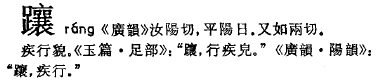 躟 ráng《廣韻》汝陽切，平陽日。又如兩切。
疾行貌。《玉篇·足部》："躟，行疾皃。"《廣韻·陽韻》：
"躟，疾行。"